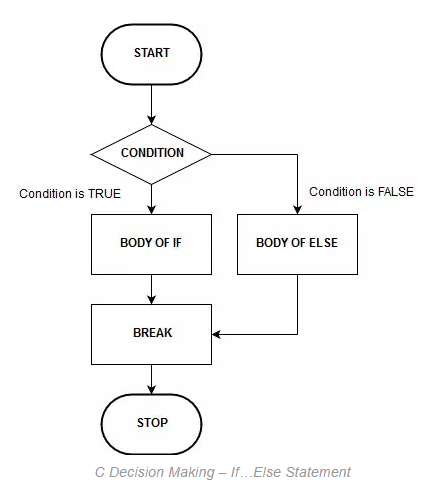 START
CONDITION
Condition is TRUE
Condition is FALSE
BODY OF IF
BODY OF ELSE
BREAK
STOP
C Decision Making – If…Else Statement